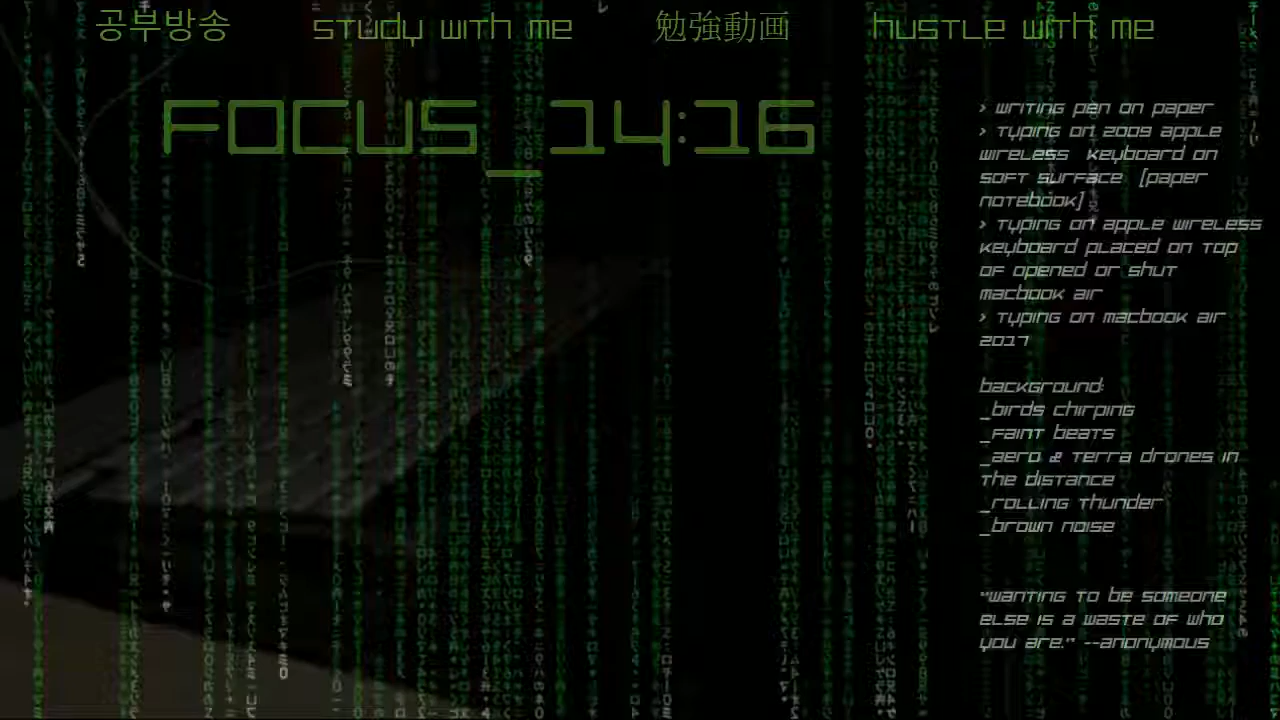 공부방송 study with me 勉強動画 hustle with me
FOCUS_14:16
> writing pen on paper
> typing on 2009 apple
wireless keyboard on
soft surface [paper
notebook]
> typing on apple wireless
keyboard placed on top
of opened or shut
macbook air
> typing on macbook air
2017
background:
_birds chirping
_faint beats
_aero & terra drones in
the distance
_rolling thunder
_brown noise
"wanting to be someone
else is a waste of who
you are." --anonymous